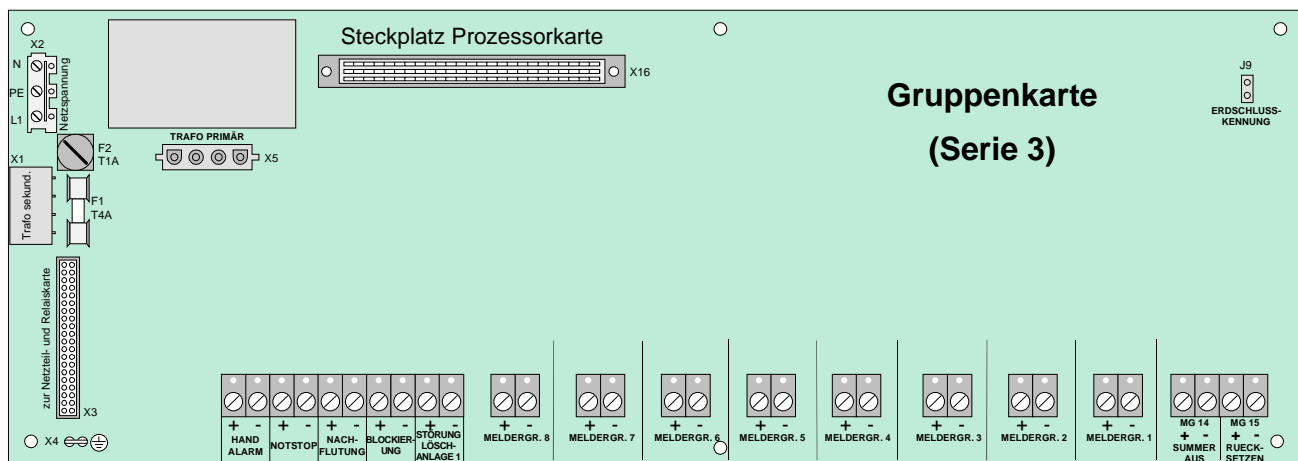 X2
N
PE
L1
Netzspannung
Steckplatz Prozessorkarte
X16
Gruppenkarte
(Serie 3)
J9
ERDSCHLUSS-
KENNUNG
TRAFO PRIMÄR
X5
F2
T1A
X1
Trafo sekund.
F1
T4A
zur Netzteil- und Relaiskarte
X3
X4
+ -
HAND
ALARM
+ -
NOTSTOP
+ -
NACH-
FLUTUNG
+ -
BLOCKIER-
UNG
+ -
STÖRUNG
LÖSCH-
ANLAGE 1
+ -
MELDERGR. 8
+ -
MELDERGR. 7
+ -
MELDERGR. 6
+ -
MELDERGR. 5
+ -
MELDERGR. 4
+ -
MELDERGR. 3
+ -
MELDERGR. 2
+ -
MELDERGR. 1
MG 14
+ -
SUMMER
AUS
MG 15
+ -
RUECK-
SETZEN